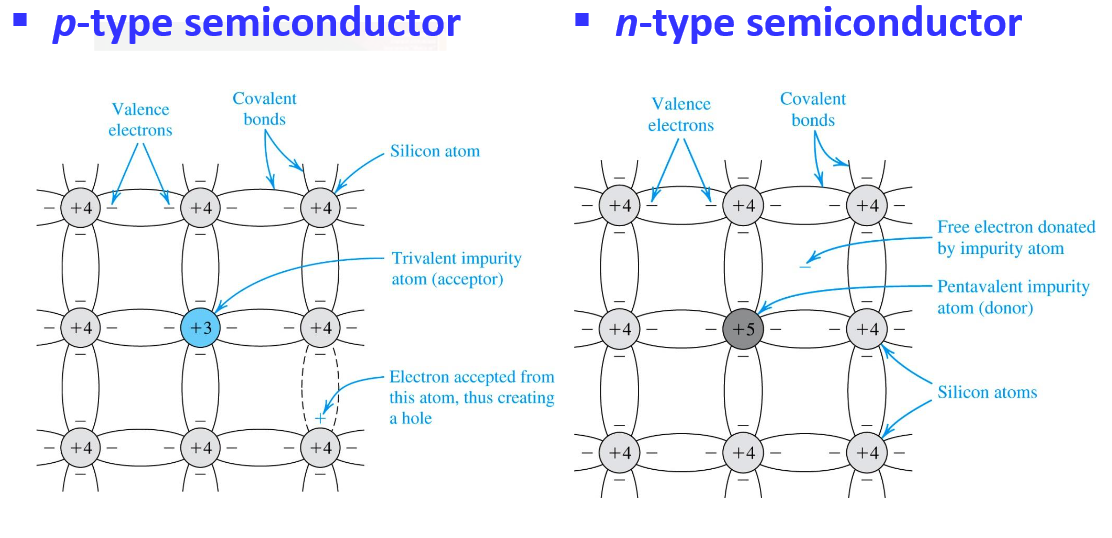 ▪ p-type semiconductor
Valence
electrons
Covalent
bonds
Silicon atom
Trivalent impurity
atom (acceptor)
Electron accepted from
this atom, thus creating
a hole
− +4 − − +4 − − +4 −
− +4 − − +3 − − +4 −
+
− +4 − − +4 − − +4 −
▪ n-type semiconductor
Valence
electrons
Covalent
bonds
Free electron donated
by impurity atom
Pentavalent impurity
atom (donor)
Silicon atoms
− +4 − − +4 − − +4 −
−
− +4 − − +5 − − +4 −
− +4 − − +4 − − +4 −